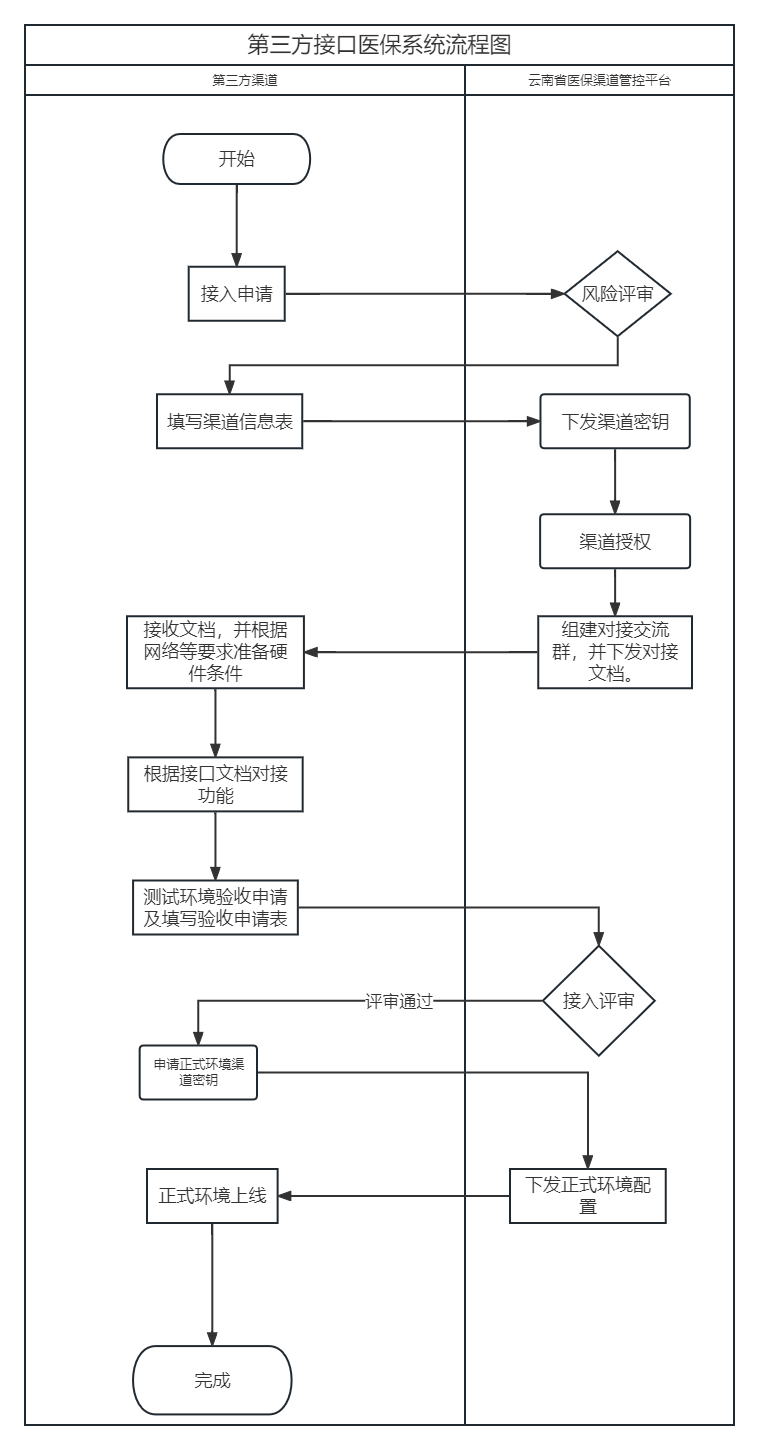 第三方接口医保系统流程图
第三方渠道
云南省医保渠道管控平台
开始
接入申请
风险评审
填写渠道信息表
下发渠道密钥
渠道授权
接收文档，并根据
网络等要求准备硬
件条件
组建对接交流
群，并下发对接
文档。
根据接口文档对接
功能
测试环境验收申请
及填写验收申请表
评审通过
接入评审
申请正式环境渠
道密钥
正式环境上线
下发正式环境配
置
完成